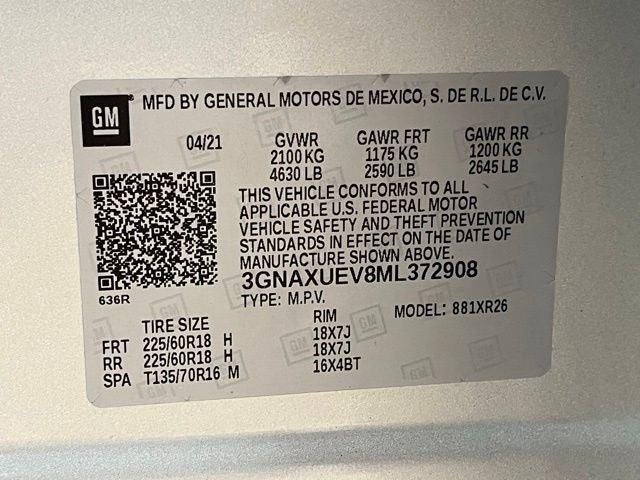 GM ® MFD BY GENERAL MOTORS DE MEXICO, S. DE R.L. DE C.V.
04/21 GVWR GAWR FRT GAWR RR
2100 KG 1175 KG 1200 KG
4630 LB 2590 LB 2645 LB
THIS VEHICLE CONFORMS TO ALL
APPLICABLE U.S. FEDERAL MOTOR
VEHICLE SAFETY AND THEFT PREVENTION
STANDARDS IN EFFECT ON THE DATE OF
MANUFACTURE SHOWN ABOVE.
636R
3GNAXUEV8ML372908
TYPE: M.P.V. MODEL: 881XR26
TIRE SIZE RIM
FRT 225/60R18 H 18X7J
RR 225/60R18 H 18X7J
SPA T135/70R16 M 16X4BT